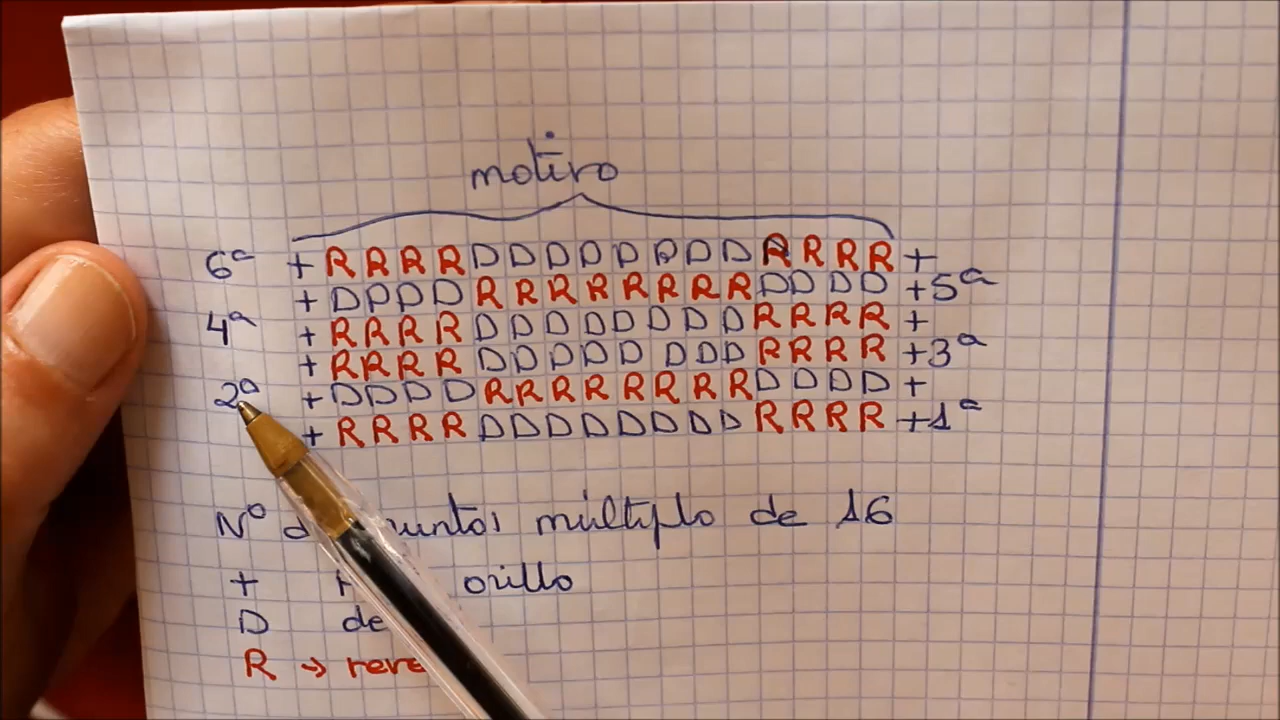 motivo
6ª + R R R R D D D D D D D D R R R R +
+ D D D D R R R R R R R R D D D D + 5ª
4ª + R R R R D D D D D D D D R R R R +
+ R R R R D D D D D D D D R R R R + 3ª
2ª + D D D D R R R R R R R R D D D D +
+ R R R R D D D D D D D D R R R R + 1ª
Nº puntos múltiplo de 16
+ orillo
D de
R → reve